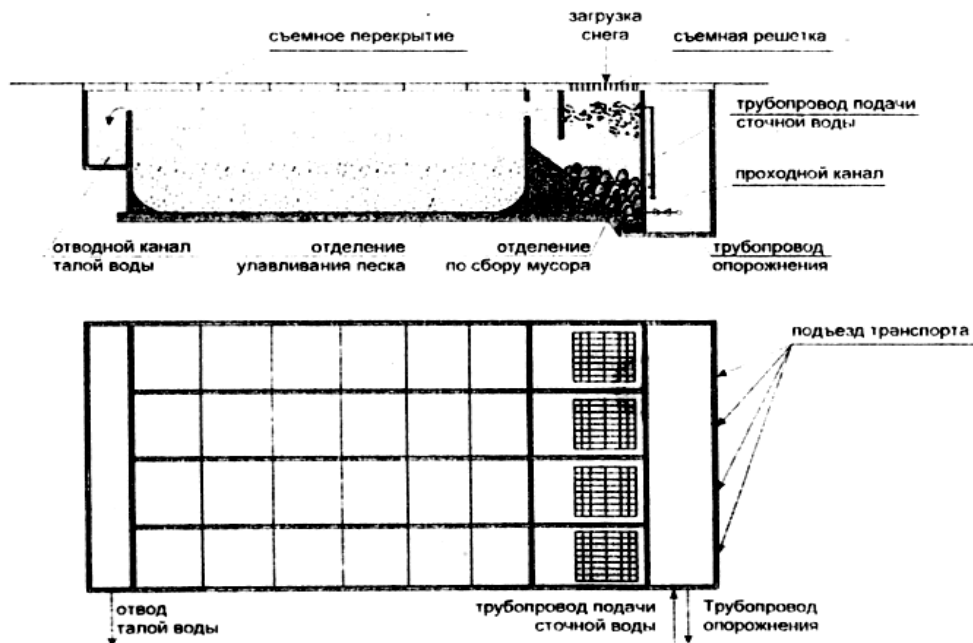 загрузка
снега
съемное перекрытие
съемная решетка
трубопровод подачи
сточной воды
проходной канал
отводной канал
талой воды
отделение
улавливания песка
отделение
по сбору мусора
трубопровод
опорожнения
подъезд транспорта
отвод
талой воды
трубопровод подачи
сточной воды
Трубопровод
опорожнения